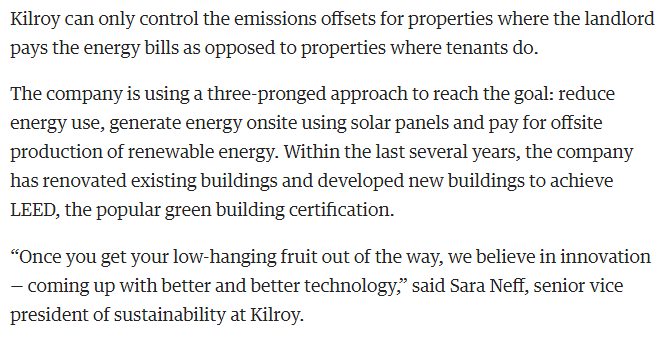 Kilroy can only control the emissions offsets for properties where the landlord
pays the energy bills as opposed to properties where tenants do.
The company is using a three-pronged approach to reach the goal: reduce
energy use, generate energy onsite using solar panels and pay for offsite
production of renewable energy. Within the last several years, the company
has renovated existing buildings and developed new buildings to achieve
LEED, the popular green building certification.
“Once you get your low-hanging fruit out of the way, we believe in innovation
— coming up with better and better technology,” said Sara Neff, senior vice
president of sustainability at Kilroy.